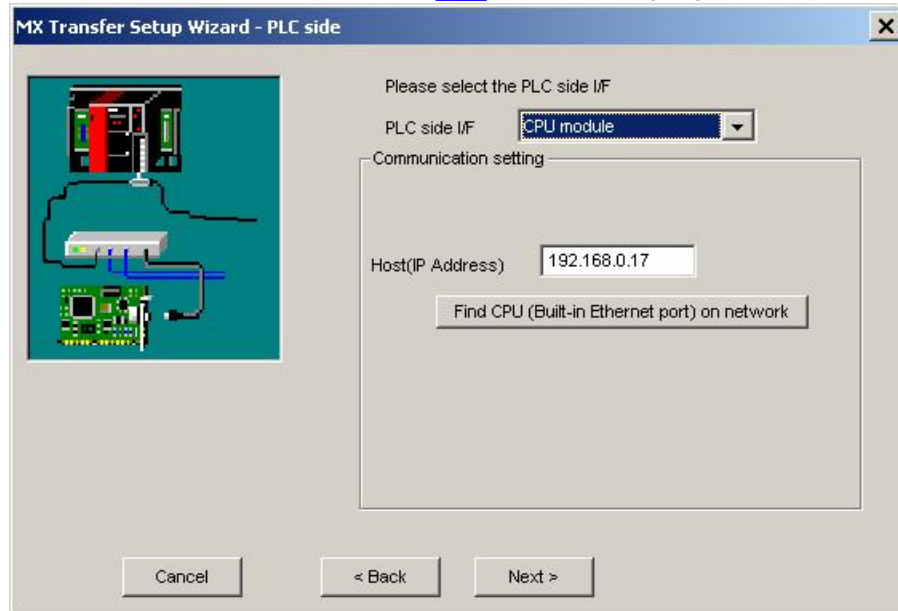 MX Transfer Setup Wizard - PLC side
Please select the PLC side I/F
PLC side I/F CPU module
Communication setting
Host(IP Address) 192.168.0.17
Find CPU (Built-in Ethernet port) on network
Cancel < Back Next >